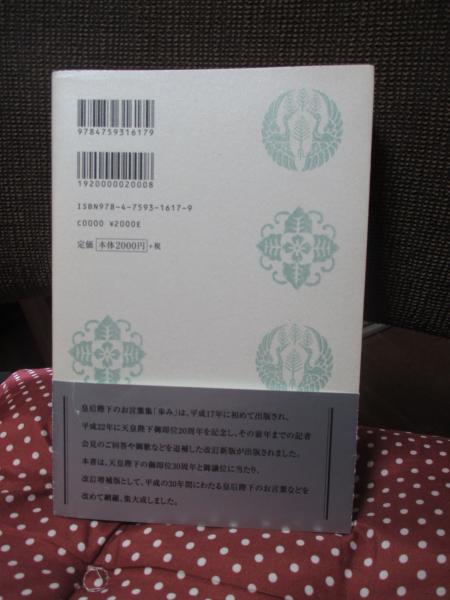 9784759316179
1920000020008
ISBN978-4-7593-1617-9
C0000 ¥2000E
定価 本体2000円 +税
皇后陛下のお言葉集「歩み」は、平成17年に初めて出版され、
平成22年に天皇陛下御即位20周年を記念し、その前年までの記者
会見のご回答や御歌などを追補した改訂新版が出版されました。
本書は、天皇陛下の御即位30周年と御譲位に当たり、
改訂増補版として、平成の30年間にわたる皇后陛下のお言葉などを
改めて網羅、集大成しました。